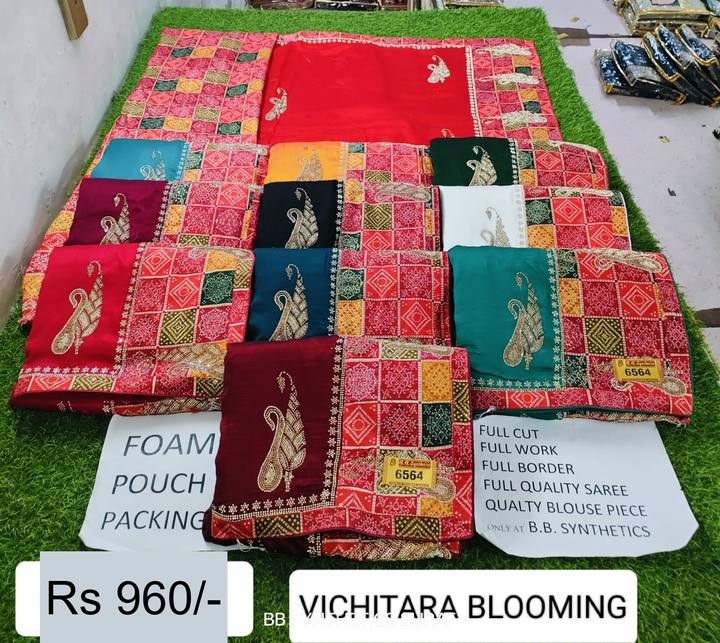 6564
6564
FOAM
POUCH
PACKING
FULL CUT
FULL WORK
FULL BORDER
FULL QUALITY SAREE
QUALTY BLOUSE PIECE
ONLY AT B.B. SYNTHETICS
Rs 960/-
VICHITARA BLOOMING